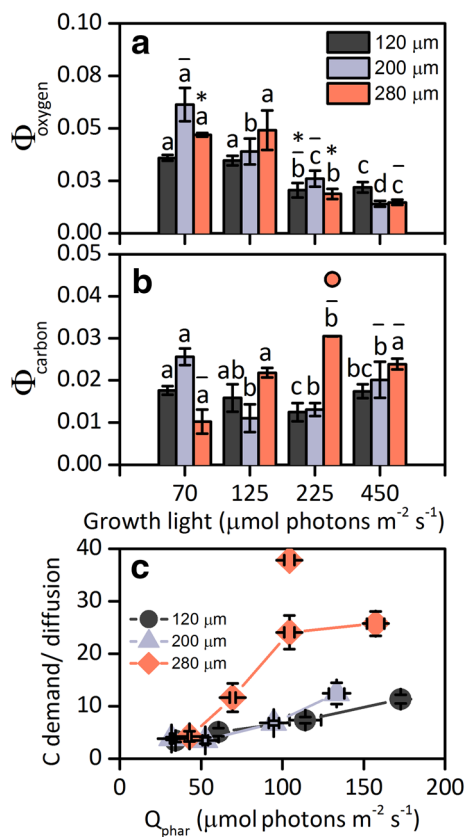 a
120 μm
200 μm
280 μm
Φoxygen
0.10
0.08
0.05
0.03
0.00
a a * a
a b a
* b c * b
c d c
b
Φcarbon
0.05
0.04
0.03
0.02
0.01
0.00
a a a
ab b a
c b b
bc b a
70 125 225 450
Growth light (μmol photons m⁻² s⁻¹)
c
C demand/ diffusion
40
30
20
10
0
120 μm
200 μm
280 μm
0 50 100 150 200
Qphar (μmol photons m⁻² s⁻¹)